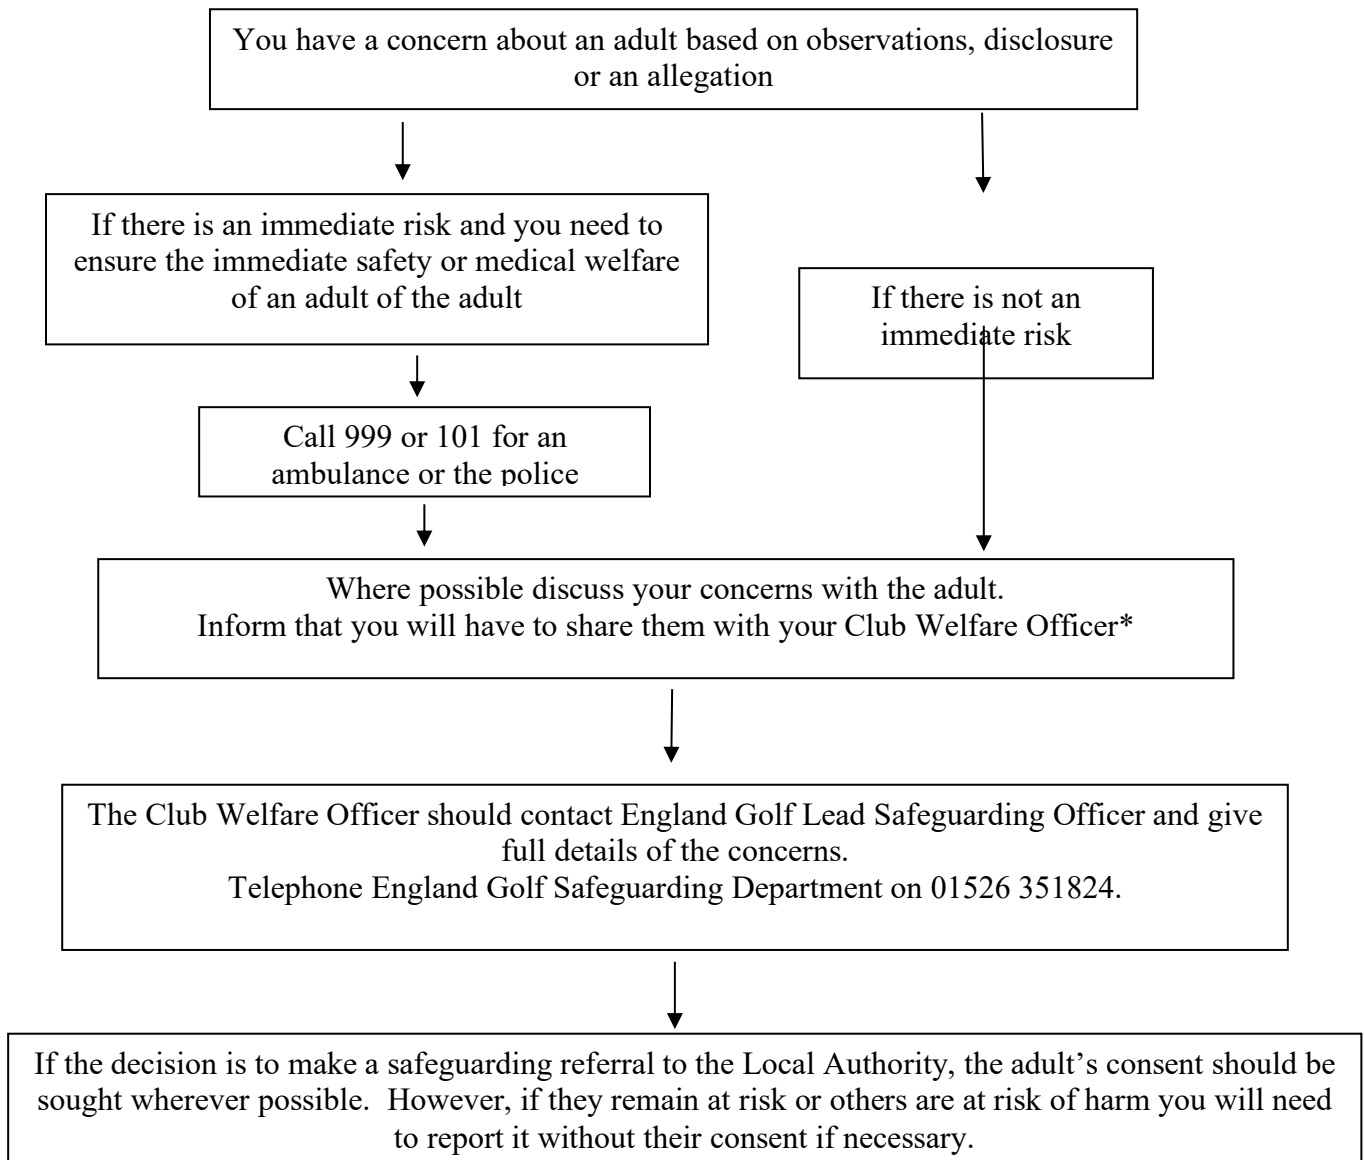 You have a concern about an adult based on observations, disclosure
or an allegation
If there is an immediate risk and you need to
ensure the immediate safety or medical welfare
of an adult of the adult
If there is not an
immediate risk
Call 999 or 101 for an
ambulance or the police
Where possible discuss your concerns with the adult.
Inform that you will have to share them with your Club Welfare Officer*
The Club Welfare Officer should contact England Golf Lead Safeguarding Officer and give
full details of the concerns.
Telephone England Golf Safeguarding Department on 01526 351824.
If the decision is to make a safeguarding referral to the Local Authority, the adult’s consent should be
sought wherever possible.  However, if they remain at risk or others are at risk of harm you will need
to report it without their consent if necessary.